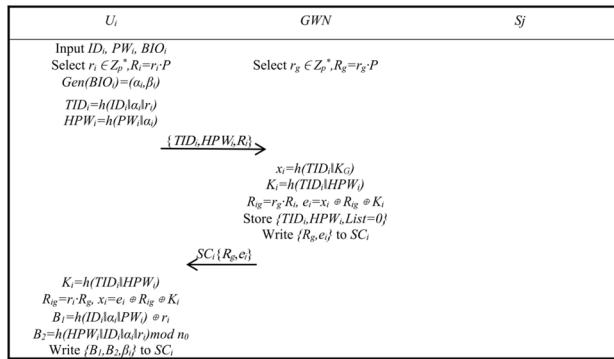 Ui GWN Sj
Input IDi, PWi, BIOi
Select ri ∈ Zp*, Ri=ri·P Select rg ∈ Zp*, Rg=rg·P
Gen(BIOi)=(αi,βi)
TIDi=h(IDi‖αi‖ri)
HPWi=h(PWi‖αi)
{TIDi,HPWi,Ri}
xi=h(TIDi‖KG)
Ki=h(TIDi‖HPWi)
Rig=rg·Ri, ei=xi ⊕ Rig ⊕ Ki
Store {TIDi,HPWi,List=0}
Write {Rg,ei} to SCi
SCi{Rg,ei}
Ki=h(TIDi‖HPWi)
Rig=ri·Rg, xi=ei ⊕ Rig ⊕ Ki
B1=h(IDi‖αi‖PWi) ⊕ ri
B2=h(HPWi‖IDi‖αi‖ri)mod n0
Write {B1,B2,βi} to SCi